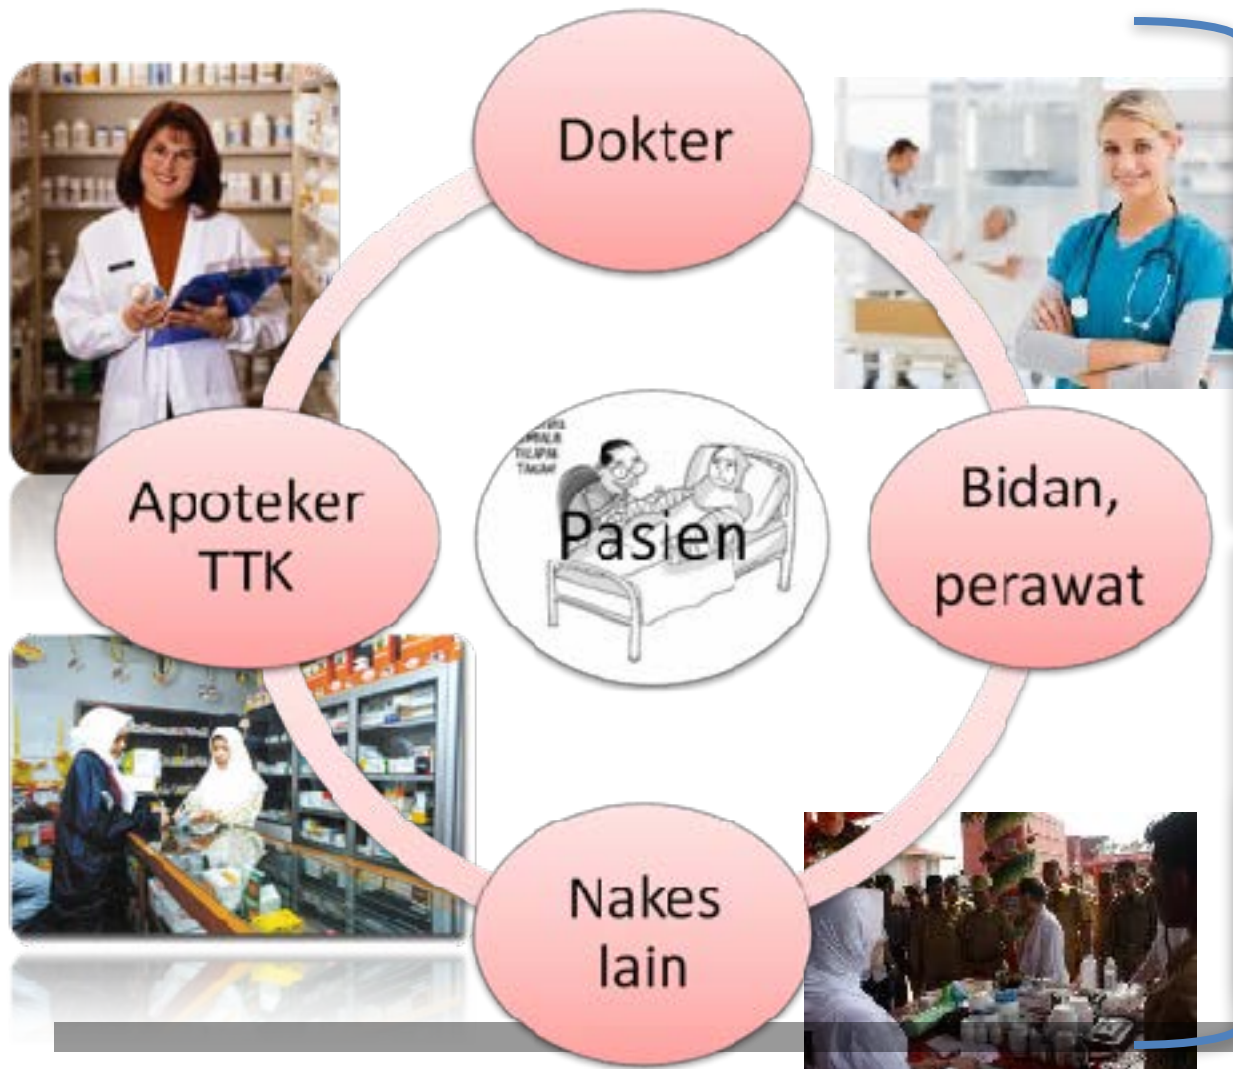 Dokter
Apoteker
TTK
Pasien
Bidan,
perawat
Nakes
lain